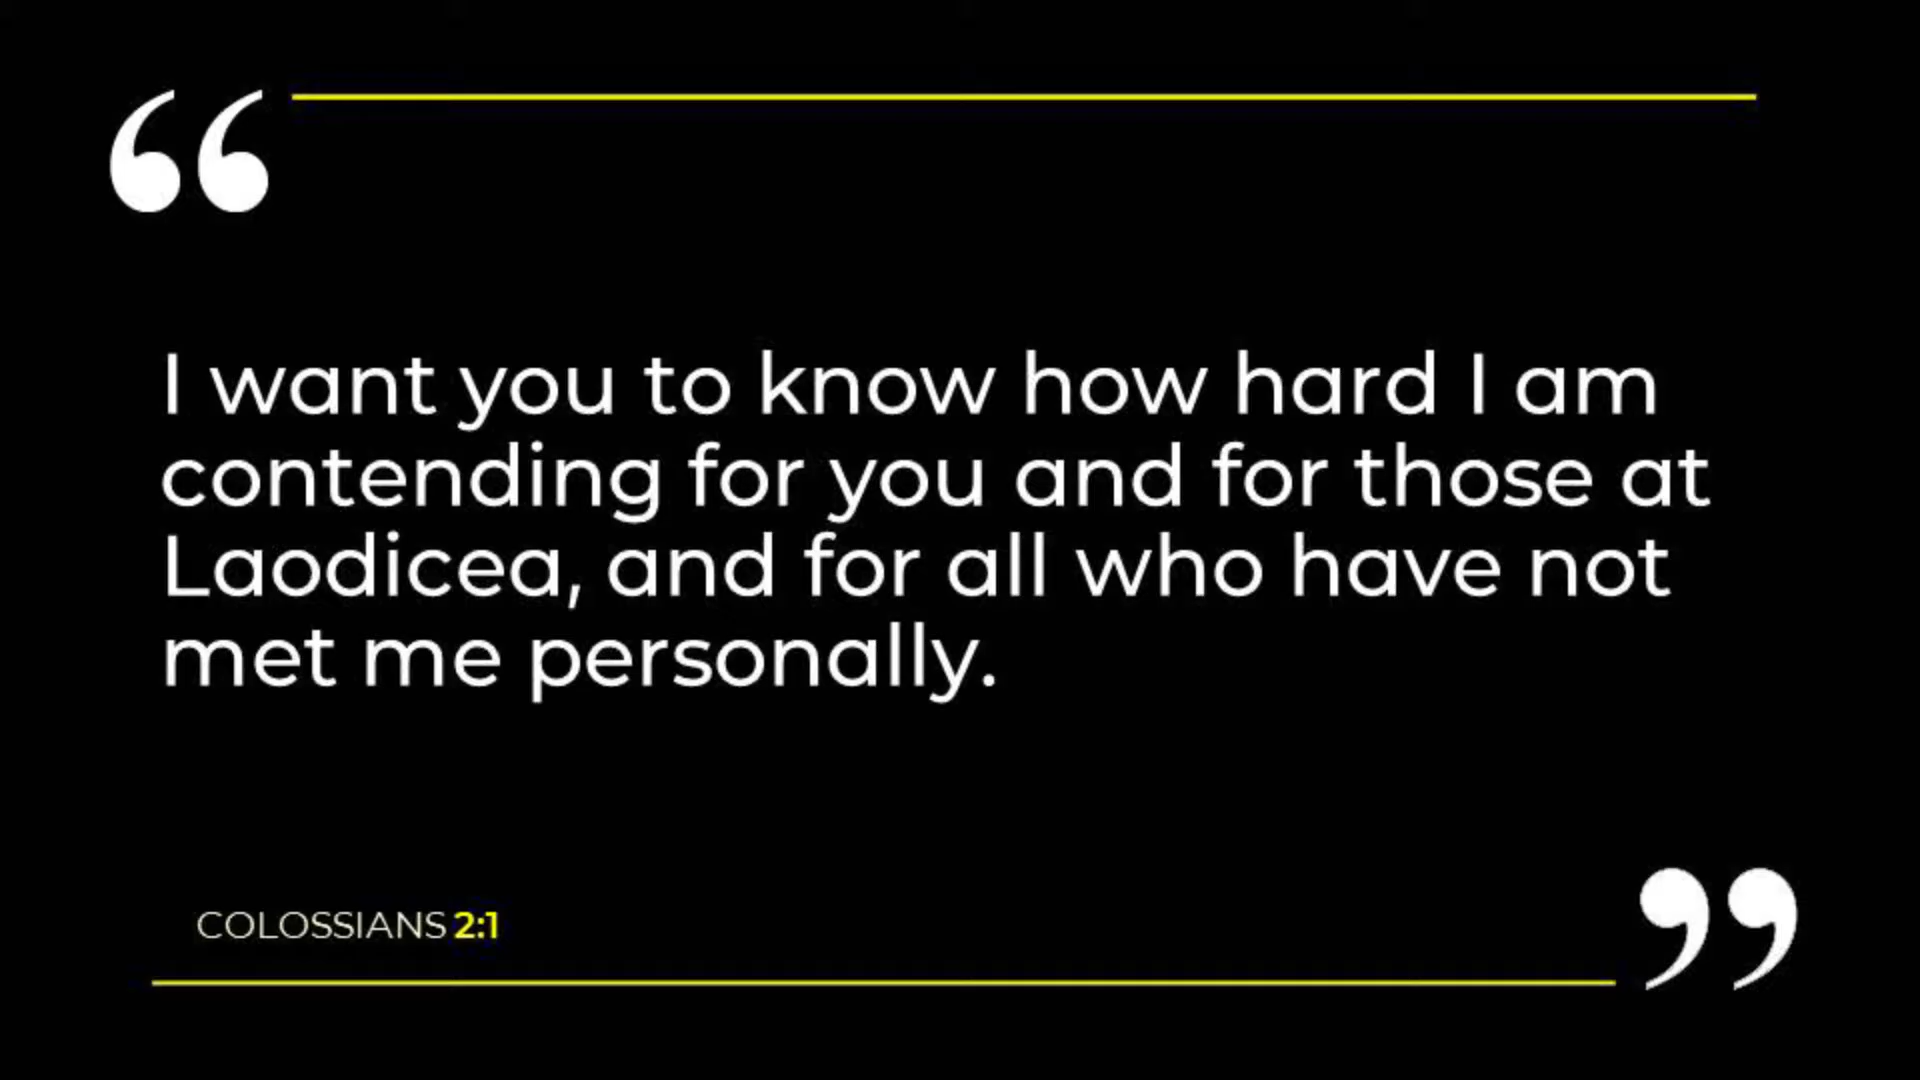 “
I want you to know how hard I am
contending for you and for those at
Laodicea, and for all who have not
met me personally.
COLOSSIANS 2:1
”